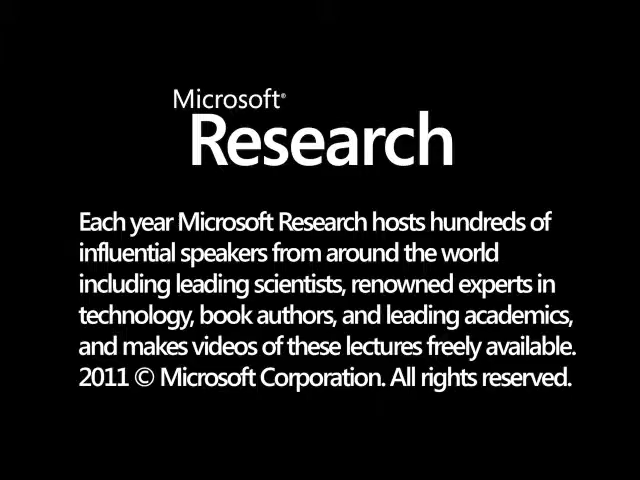 Microsoft®
Research
Each year Microsoft Research hosts hundreds of
influential speakers from around the world
including leading scientists, renowned experts in
technology, book authors, and leading academics,
and makes videos of these lectures freely available.
2011 © Microsoft Corporation. All rights reserved.